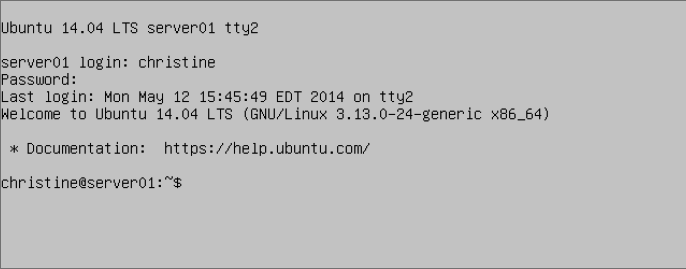 Ubuntu 14.04 LTS server01 tty2
server01 login: christine
Password:
Last login: Mon May 12 15:45:49 EDT 2014 on tty2
Welcome to Ubuntu 14.04 LTS (GNU/Linux 3.13.0-24-generic x86_64)
* Documentation:  https://help.ubuntu.com/
christine@server01:~$